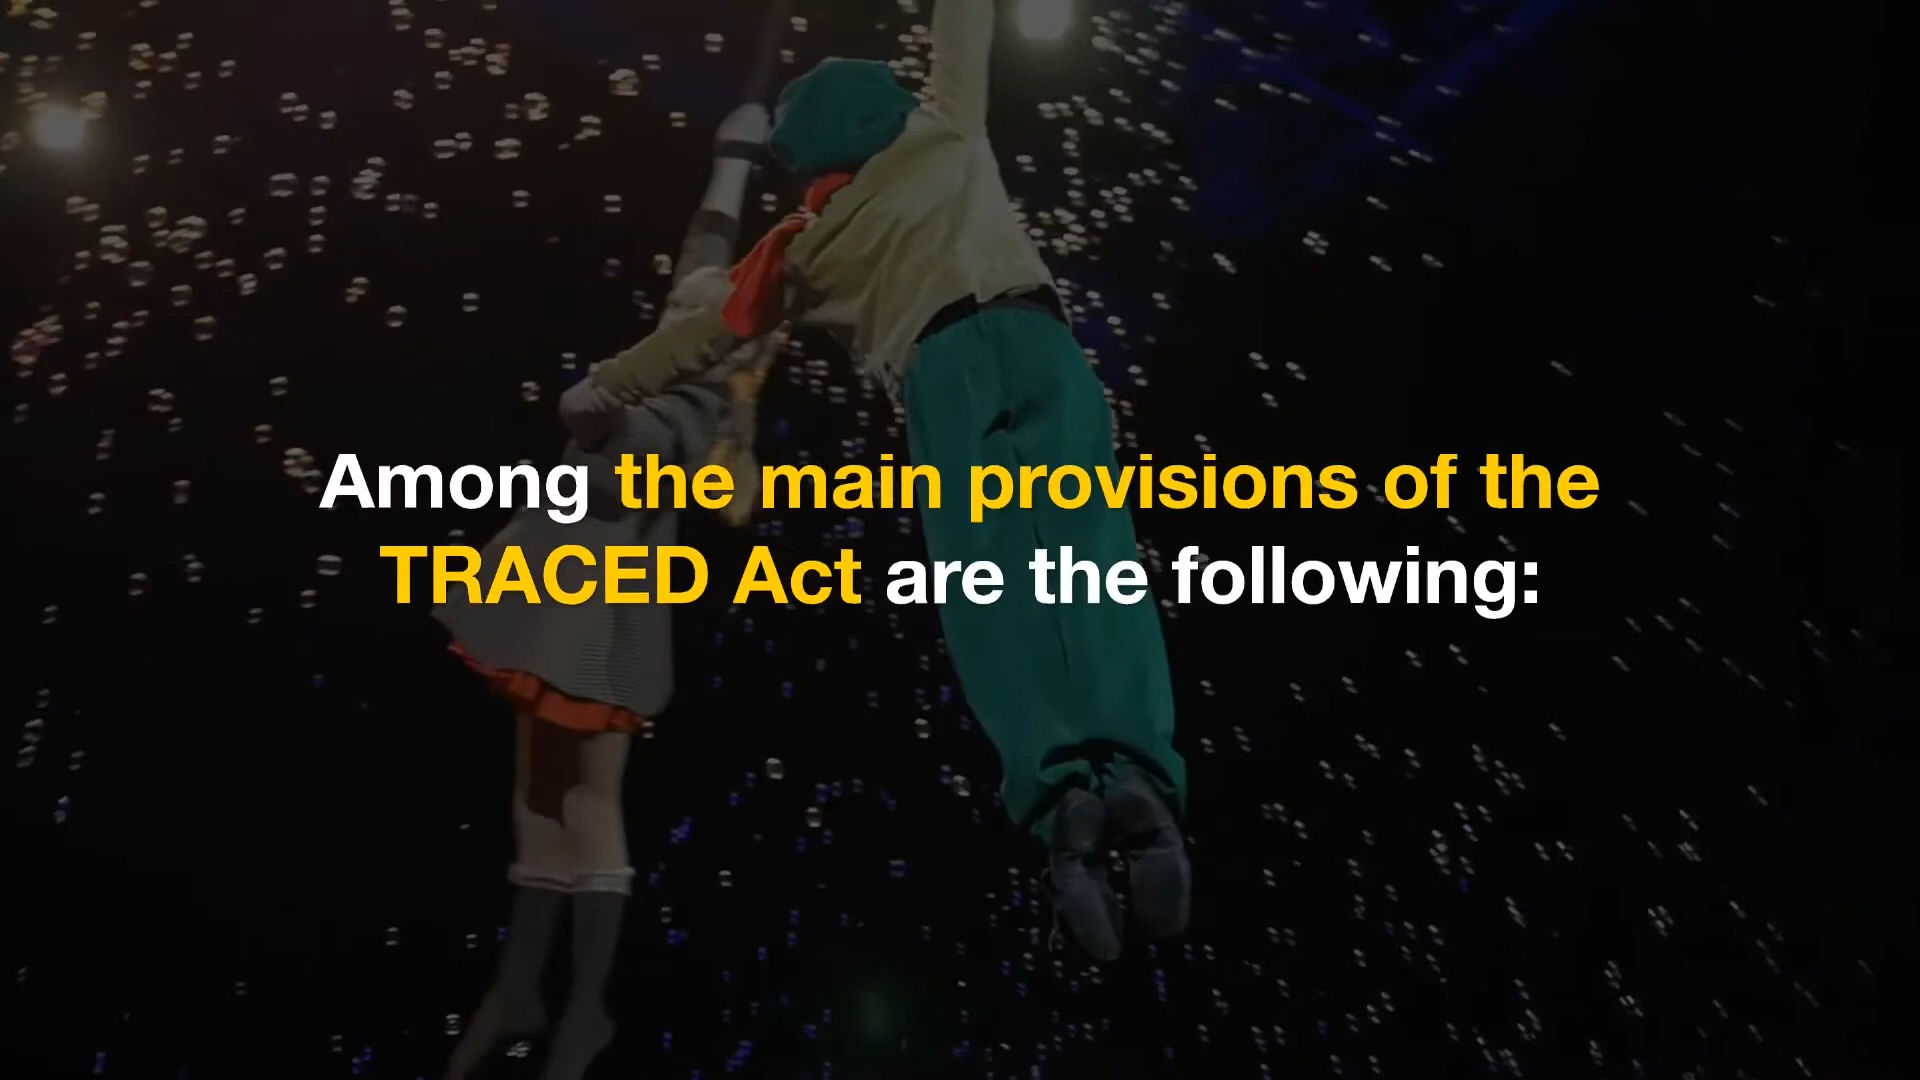 Among the main provisions of the
TRACED Act are the following: